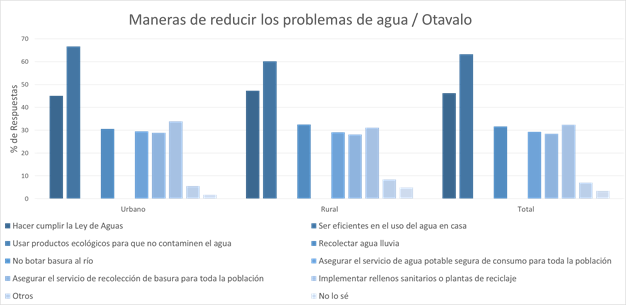 Maneras de reducir los problemas de agua / Otavalo
% de Respuestas
70
60
50
40
30
20
10
0
Urbano Rural Total
Hacer cumplir la Ley de Aguas
Ser eficientes en el uso del agua en casa
Usar productos ecológicos para que no contaminen el agua
Recolectar agua lluvia
No botar basura al río
Asegurar el servicio de agua potable segura de consumo para toda la población
Asegurar el servicio de recolección de basura para toda la población
Implementar rellenos sanitarios o plantas de reciclaje
Otros
No lo sé